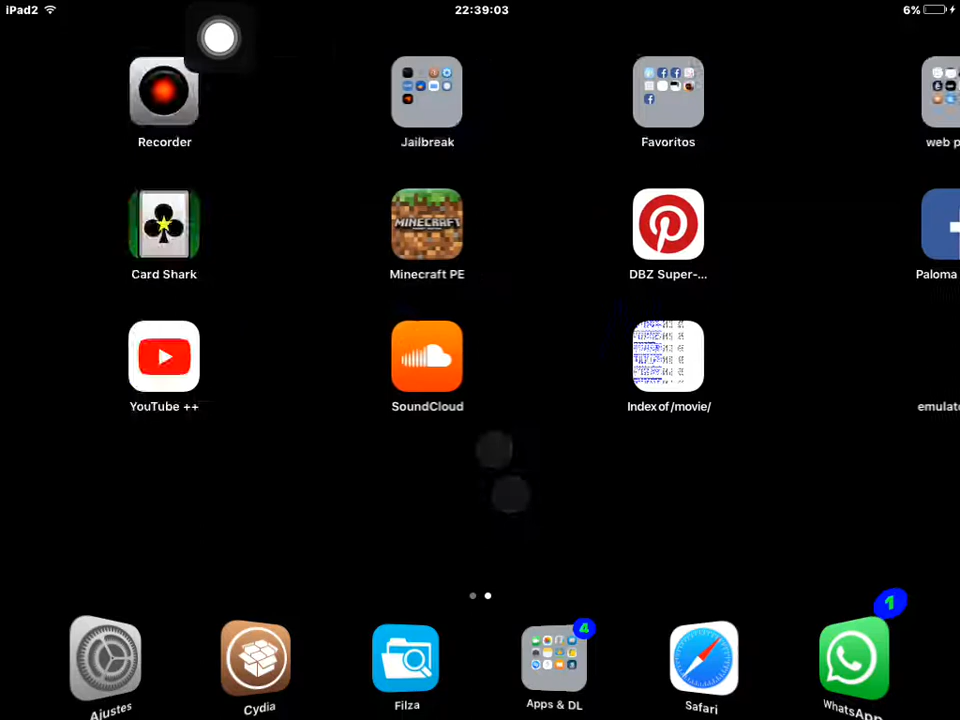 iPad2 22:39:03 6%
Recorder Jailbreak Favoritos web p
MINECRAFT
Card Shark Minecraft PE DBZ Super-... Paloma
YouTube ++ SoundCloud Index of /movie/ emulato
4 1
Ajustes Cydia Filza Apps & DL Safari WhatsApp